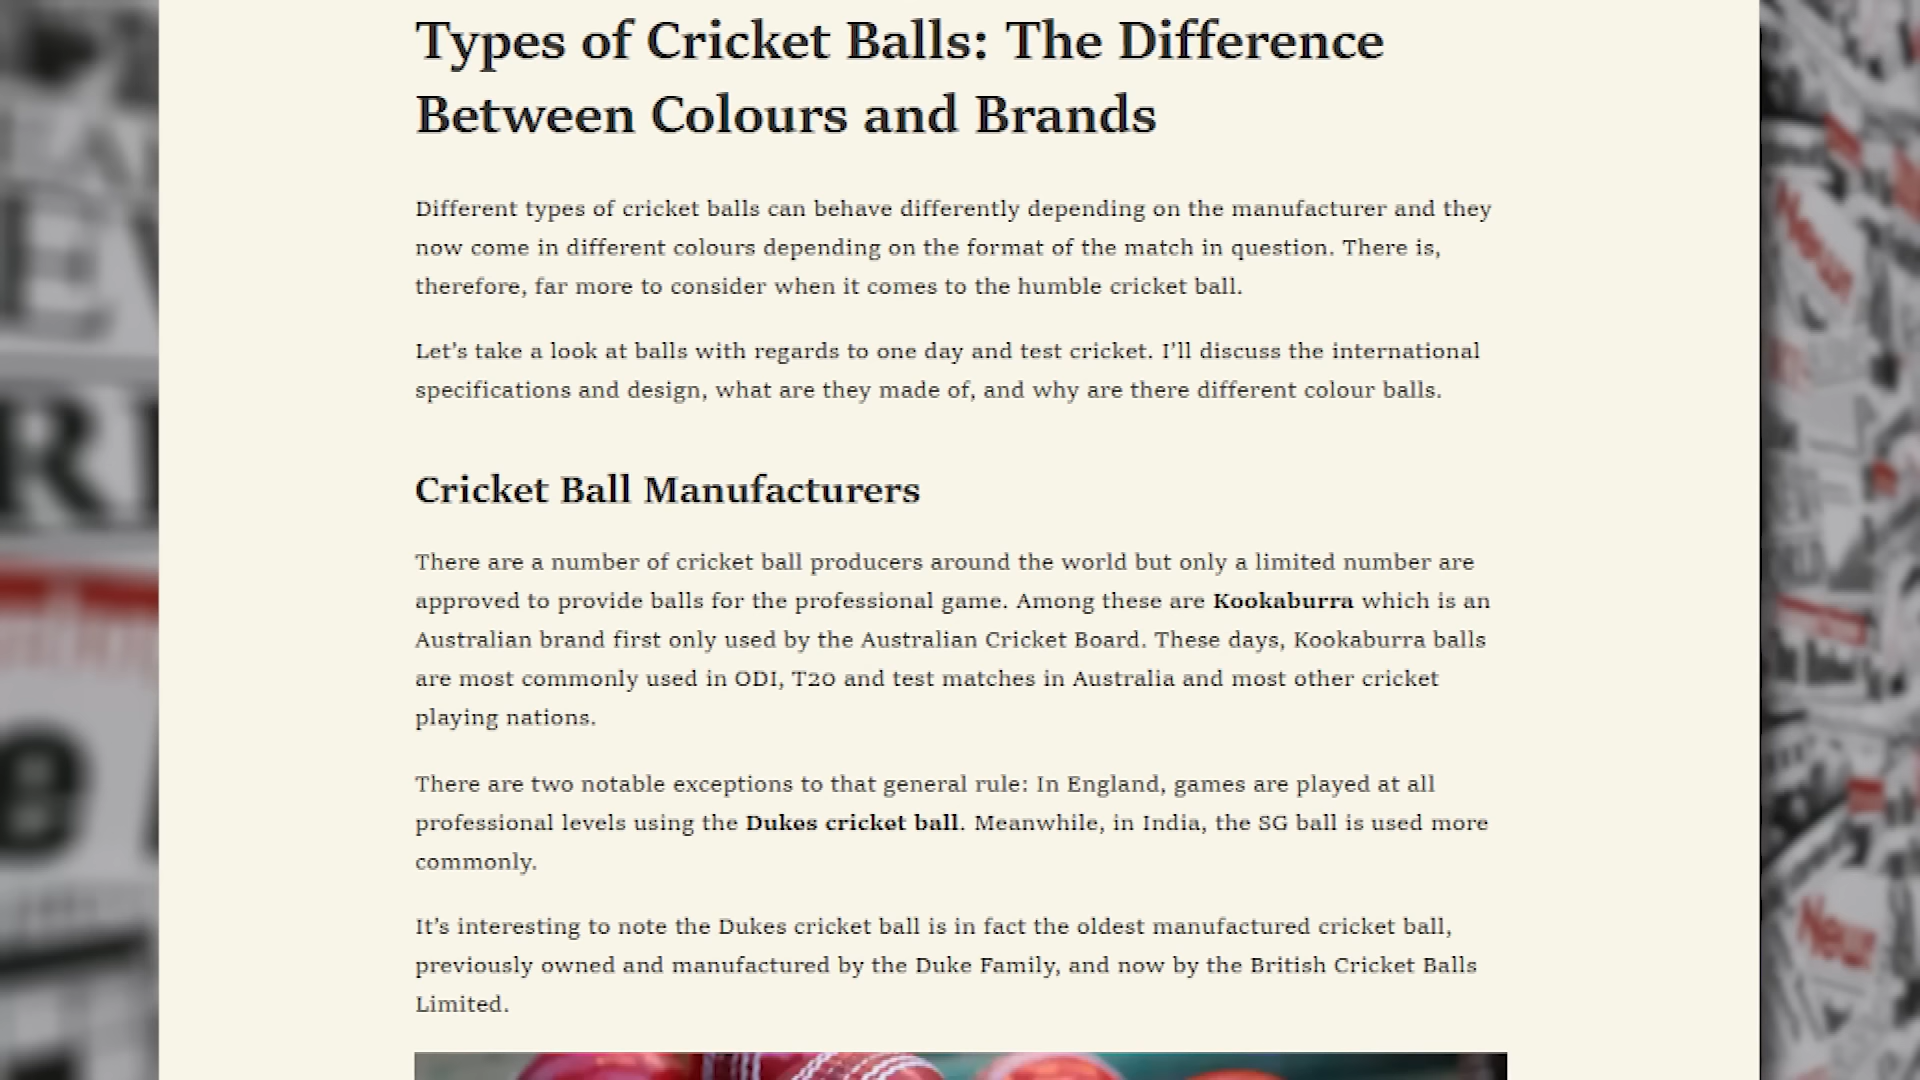 Types of Cricket Balls: The Difference
Between Colours and Brands
Different types of cricket balls can behave differently depending on the manufacturer and they
now come in different colours depending on the format of the match in question. There is,
therefore, far more to consider when it comes to the humble cricket ball.
Let’s take a look at balls with regards to one day and test cricket. I’ll discuss the international
specifications and design, what are they made of, and why are there different colour balls.
Cricket Ball Manufacturers
There are a number of cricket ball producers around the world but only a limited number are
approved to provide balls for the professional game. Among these are Kookaburra which is an
Australian brand first only used by the Australian Cricket Board. These days, Kookaburra balls
are most commonly used in ODI, T20 and test matches in Australia and most other cricket
playing nations.
There are two notable exceptions to that general rule: In England, games are played at all
professional levels using the Dukes cricket ball. Meanwhile, in India, the SG ball is used more
commonly.
It’s interesting to note the Dukes cricket ball is in fact the oldest manufactured cricket ball,
previously owned and manufactured by the Duke Family, and now by the British Cricket Balls
Limited.